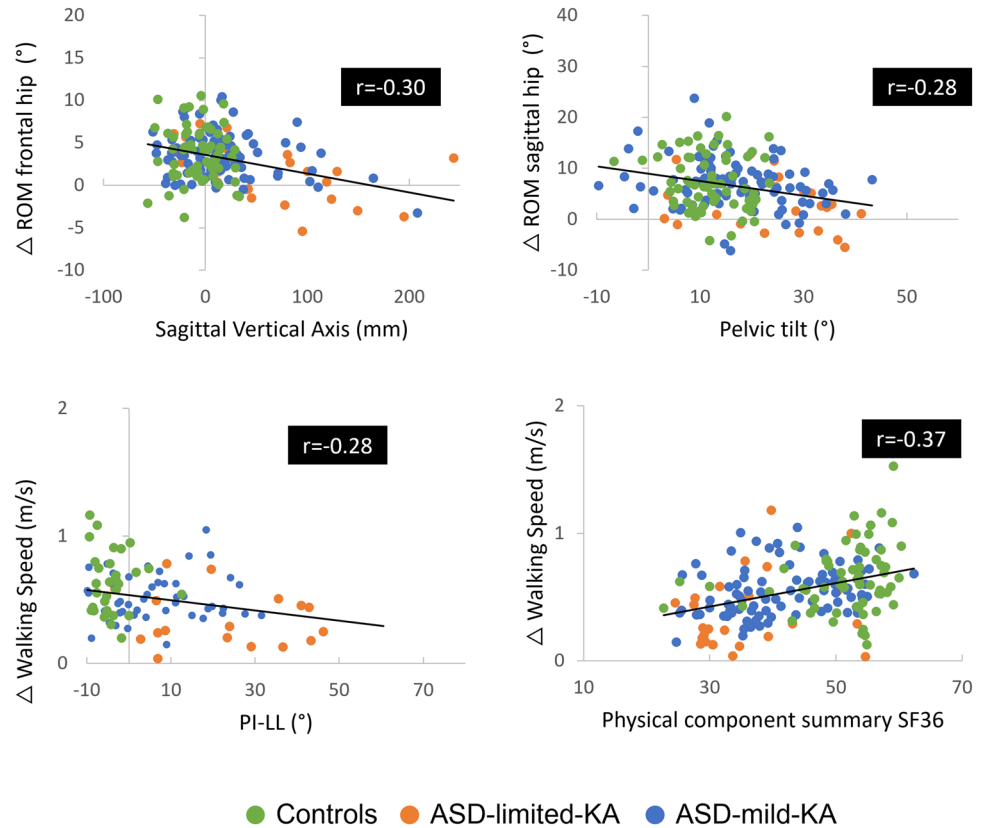 20
15
10
5
0
-5
-10
-100
0
100
200
△ ROM frontal hip (°)
Sagittal Vertical Axis (mm)
r=-0.30
40
30
20
10
0
-10
-10
10
30
50
△ ROM sagittal hip (°)
Pelvic tilt (°)
r=-0.28
2
1
0
-10
10
30
50
70
△ Walking Speed (m/s)
PI-LL (°)
r=-0.28
2
1
0
10
30
50
70
△ Walking Speed (m/s)
Physical component summary SF36
r=-0.37
Controls
ASD-limited-KA
ASD-mild-KA